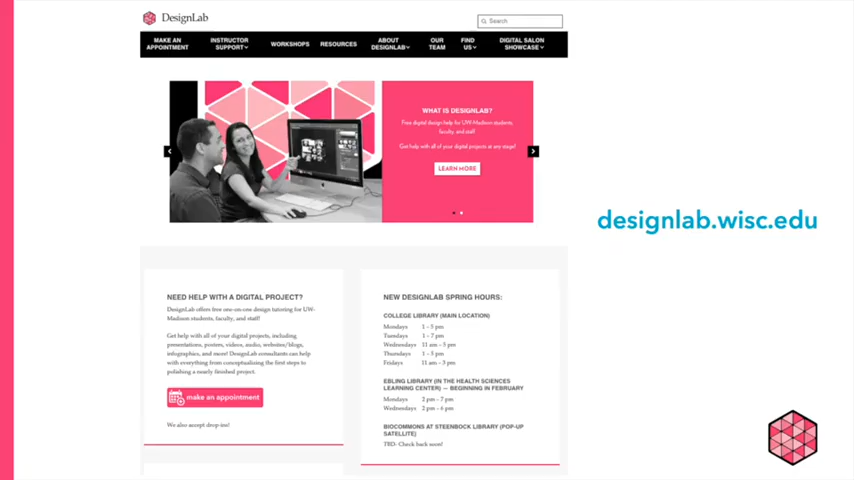 DesignLab
Search
MAKE AN
APPOINTMENT
INSTRUCTOR
SUPPORT
WORKSHOPS
RESOURCES
ABOUT
DESIGNLAB
OUR
TEAM
FIND
US
DIGITAL SALON
SHOWCASE
WHAT IS DESIGNLAB?
Free digital design help for UW-Madison students,
faculty, and staff.
Get help with all of your digital projects at any stage!
LEARN MORE
designlab.wisc.edu
NEED HELP WITH A DIGITAL PROJECT?
DesignLab offers free one-on-one design tutoring for UW-
Madison students, faculty, and staff!
Get help with all of your digital projects, including
presentations, posters, videos, audio, websites/blogs,
infographics, and more! DesignLab consultants can help
with everything from conceptualizing the first steps to
polishing a nearly finished project.
make an appointment
We also accept drop-ins!
NEW DESIGNLAB SPRING HOURS:
COLLEGE LIBRARY (MAIN LOCATION)
Mondays 1 - 5 pm
Tuesdays 1 - 7 pm
Wednesdays 11 am - 5 pm
Thursdays 1 - 5 pm
Fridays 11 am - 5 pm
EBLING LIBRARY (IN THE HEALTH SCIENCES
LEARNING CENTER) — BEGINNING IN FEBRUARY
Mondays 2 pm - 7 pm
Wednesdays 2 pm - 6 pm
BIOCOMMONS AT STEENBOCK LIBRARY (POP-UP
SATELLITE)
TBD- Check back soon!